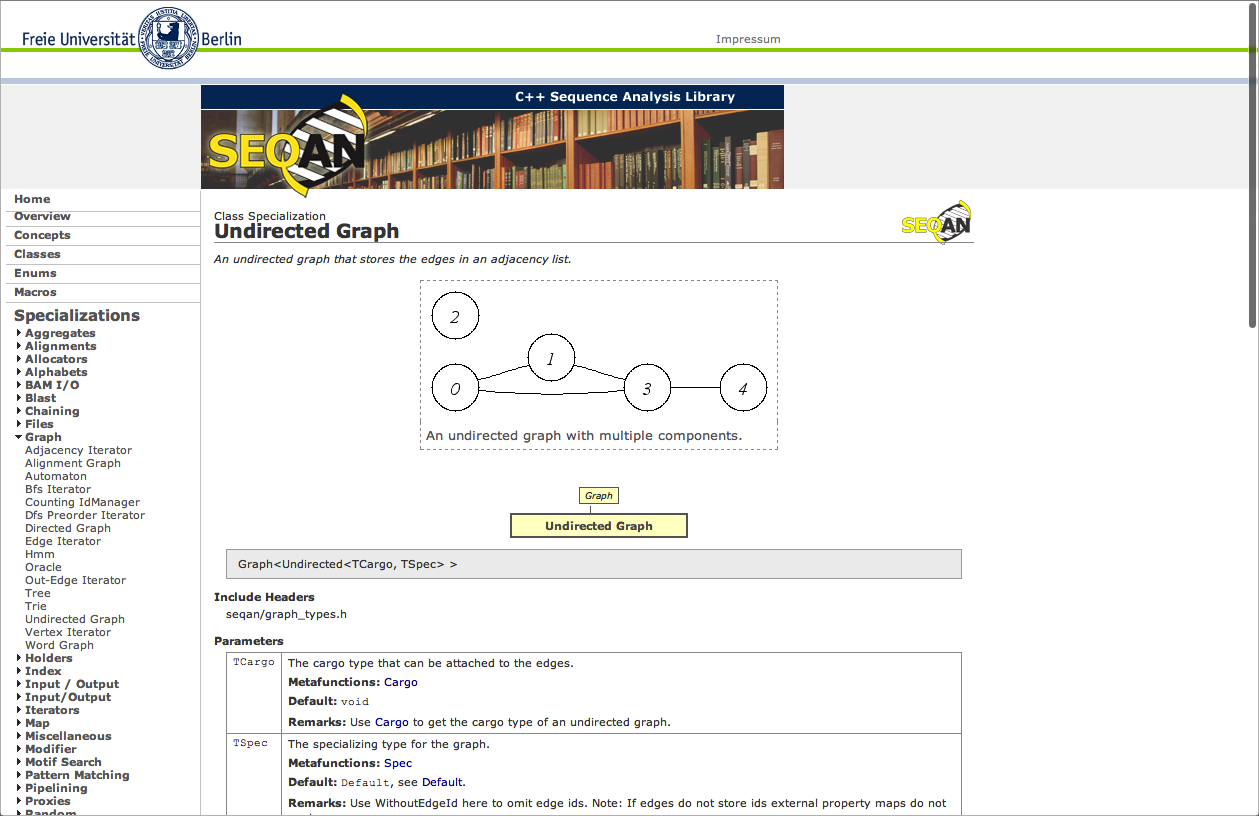 Freie Universität Berlin
Impressum
C++ Sequence Analysis Library
SEQAN
Home
Overview
Concepts
Classes
Enums
Macros
Specializations
Aggregates
Alignments
Allocators
Alphabets
BAM I/O
Blast
Chaining
Files
Graph
Adjacency Iterator
Alignment Graph
Automaton
Bfs Iterator
Counting IdManager
Dfs Preorder Iterator
Directed Graph
Edge Iterator
Hmm
Oracle
Out-Edge Iterator
Tree
Trie
Undirected Graph
Vertex Iterator
Word Graph
Holders
Index
Input / Output
Input/Output
Iterators
Map
Miscellaneous
Modifier
Motif Search
Pattern Matching
Pipelining
Proxies
Random
Class Specialization
Undirected Graph
SEQAN
An undirected graph that stores the edges in an adjacency list.
2
1
0 3 4
An undirected graph with multiple components.
Graph
Undirected Graph
Graph<Undirected<TCargo, TSpec> >
Include Headers
seqan/graph_types.h
Parameters
TCargo The cargo type that can be attached to the edges.
Metafunctions: Cargo
Default: void
Remarks: Use Cargo to get the cargo type of an undirected graph.
TSpec The specializing type for the graph.
Metafunctions: Spec
Default: Default, see Default.
Remarks: Use WithoutEdgeId here to omit edge ids. Note: If edges do not store ids external property maps do not